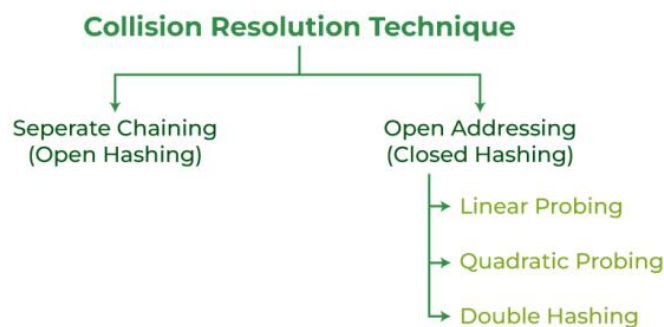 Collision Resolution Technique
Seperate Chaining
(Open Hashing)
Open Addressing
(Closed Hashing)
Linear Probing
Quadratic Probing
Double Hashing